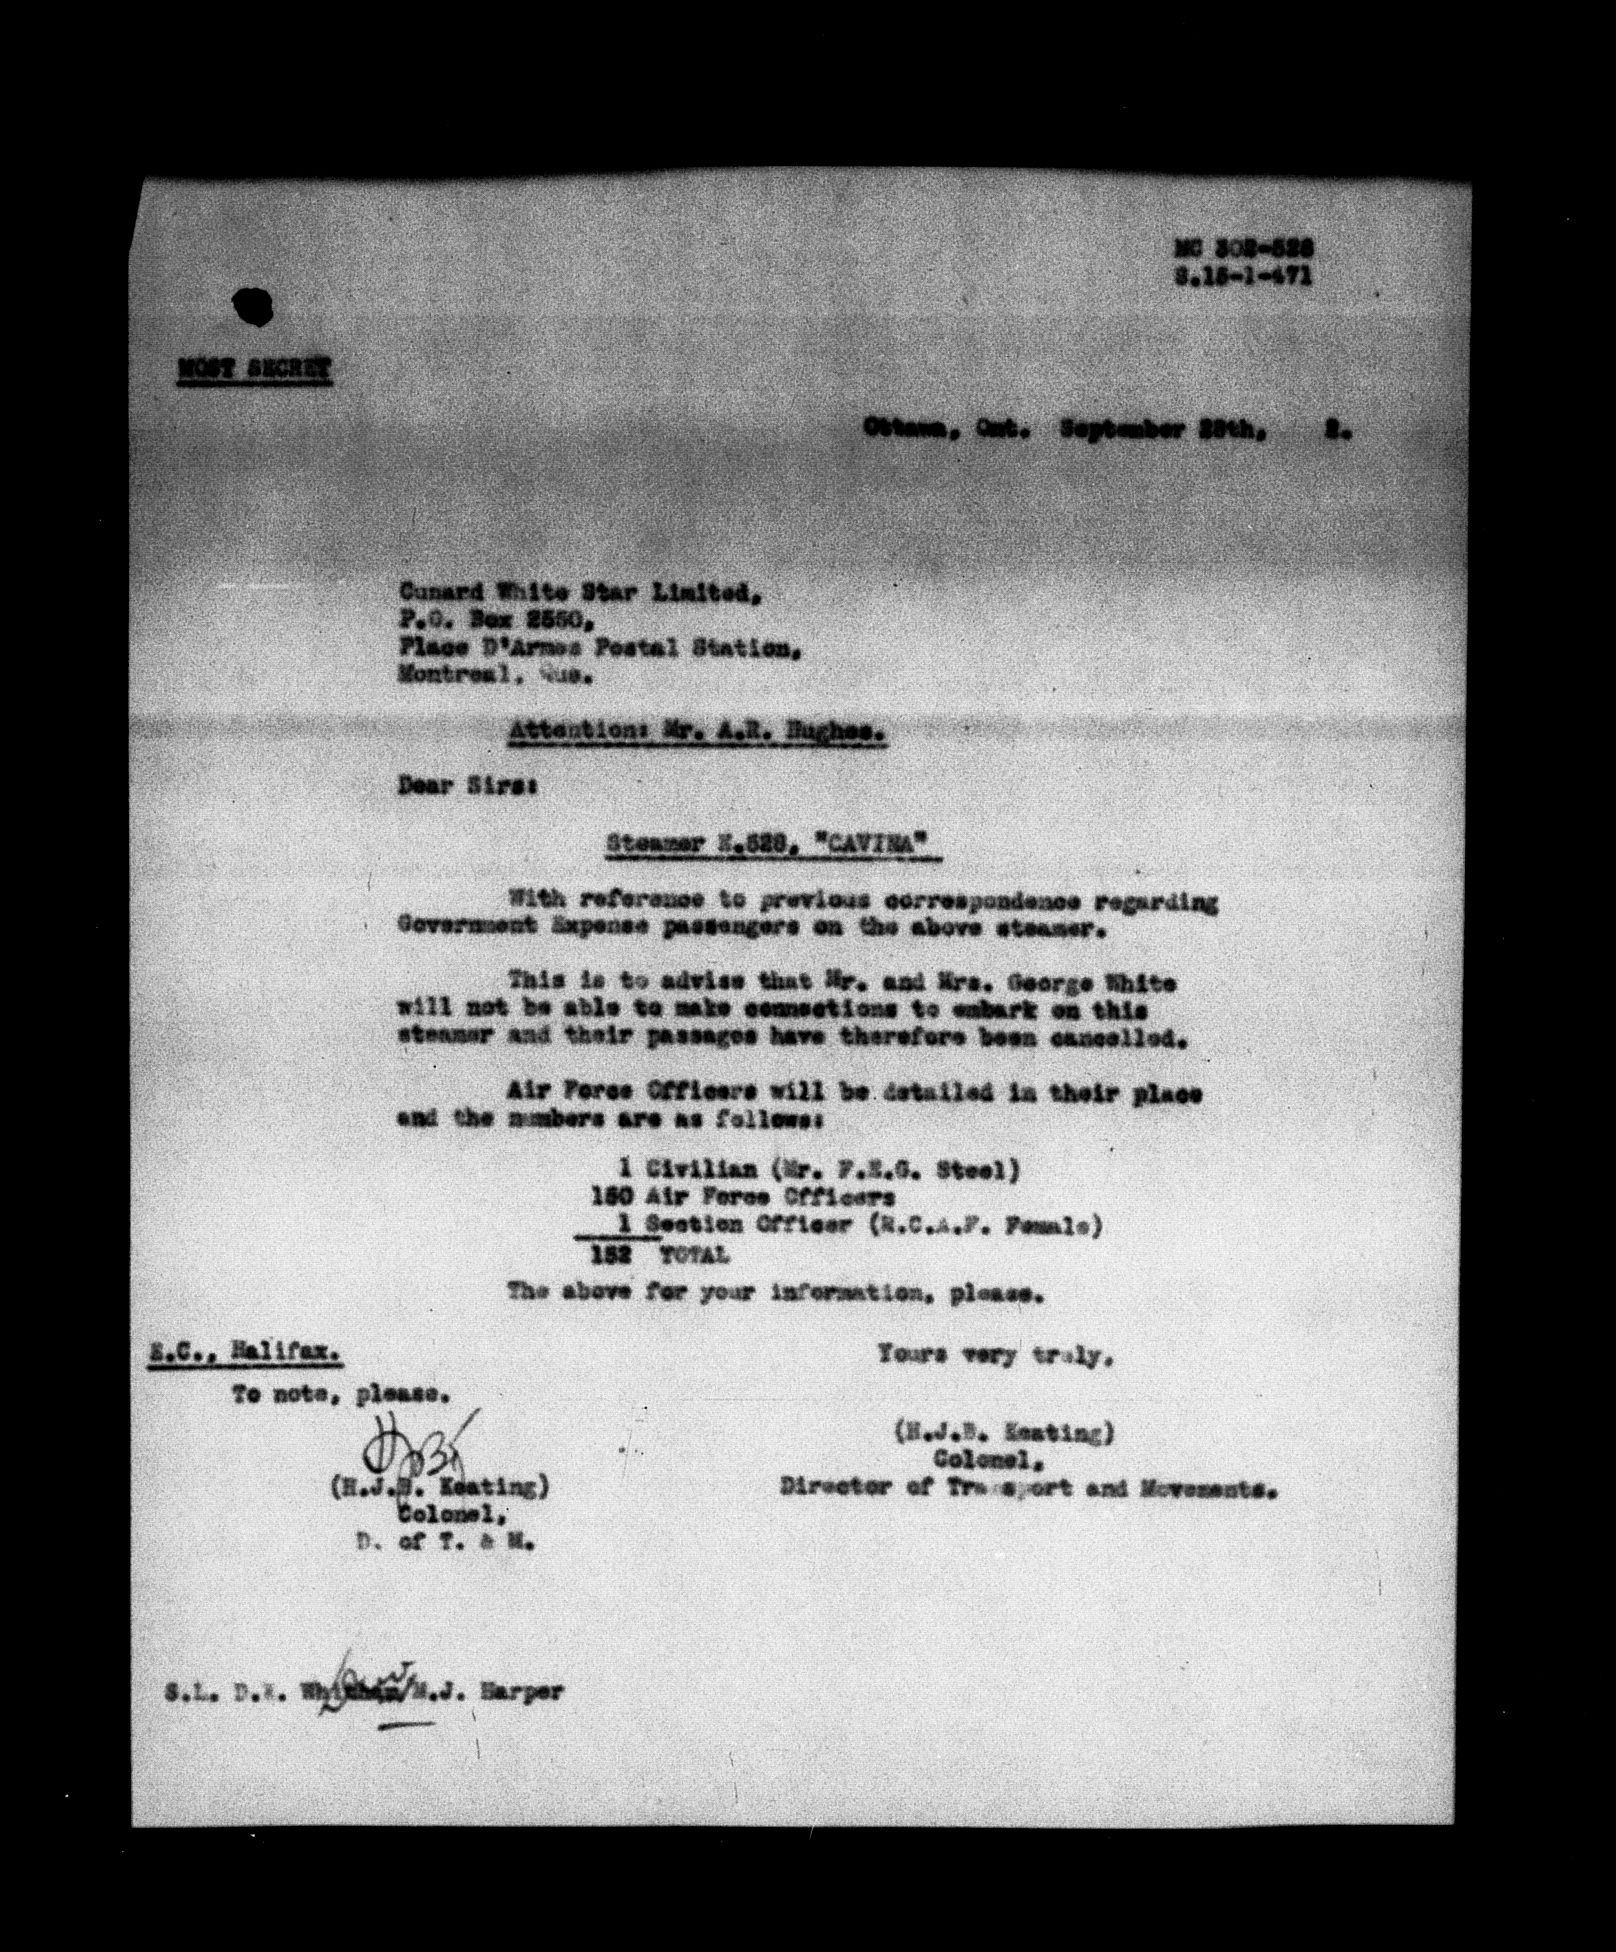 MC 302-528
S.15-1-471
MOST SECRET
Ottawa, Ont. September 25th, 2.
Cunard White Star Limited,
P.O. Box 2550,
Place D'Armes Postal Station,
Montreal, Que.
Attention: Mr. A.R. Hughes.
Dear Sirs:
Steamer H.528, "CAVINA"
With reference to previous correspondence regarding
Government Expense passengers on the above steamer.
This is to advise that Mr. and Mrs. George White
will not be able to make connections to embark on this
steamer and their passages have therefore been cancelled.
Air Force Officers will be detailed in their place
and the numbers are as follows:
1 Civilian (Mr. F.E.G. Steel)
150 Air Force Officers
1 Section Officer (R.C.A.F. Female)
152 TOTAL
The above for your information, please.
E.C., Halifax.
Yours very truly,
To note, please.
(H.J.B. Keating)
Colonel,
Director of Transport and Movements.
(H.J.B. Keating)
Colonel,
D. of T. & M.
S.L. Whitham/M.J. Harper